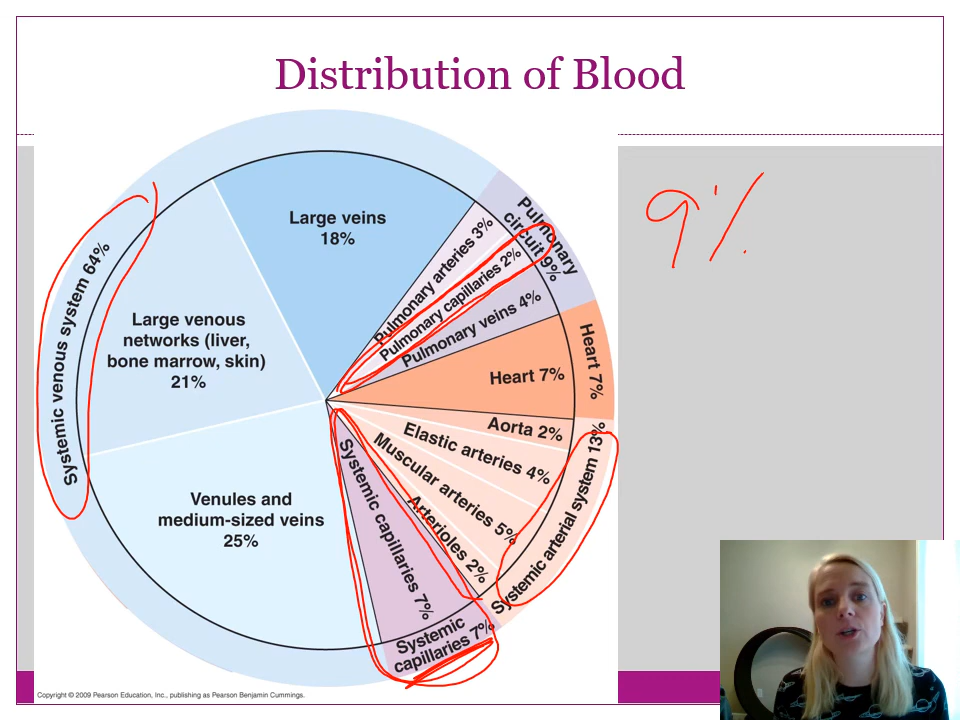 Distribution of Blood
Large veins
18%
Pulmonary arteries 3%
Pulmonary capillaries 2%
Pulmonary veins 4%
Pulmonary
circuit 9%
Heart 7%
Heart 7%
Aorta 2%
Elastic arteries 4%
Muscular arteries 5%
Arterioles 2%
Systemic arterial system 13%
Systemic capillaries 7%
Systemic
capillaries 7%
Venules and
medium-sized veins
25%
Large venous
networks (liver,
bone marrow, skin)
21%
Systemic venous system 64%
9%
Copyright © 2009 Pearson Education, Inc., publishing as Pearson Benjamin Cummings.